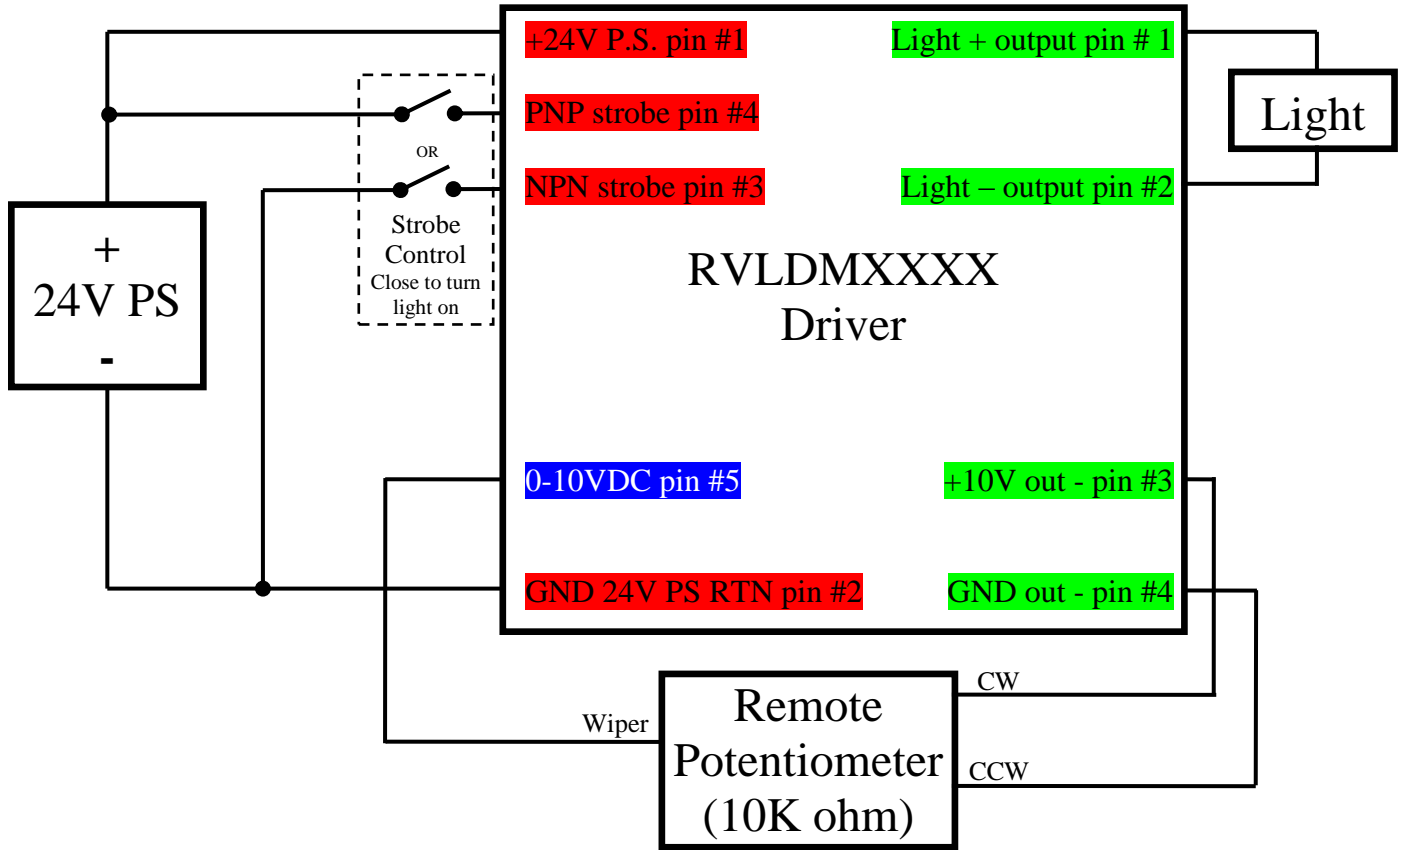 +24V P.S. pin #1
Light + output pin # 1
PNP strobe pin #4
Light
OR
NPN strobe pin #3
Light – output pin #2
Strobe
Control
Close to turn
light on
+
24V PS
-
RVLDMXXXX
Driver
0-10VDC pin #5
+10V out - pin #3
GND 24V PS RTN pin #2
GND out - pin #4
CW
Wiper
Remote
Potentiometer
(10K ohm)
CCW